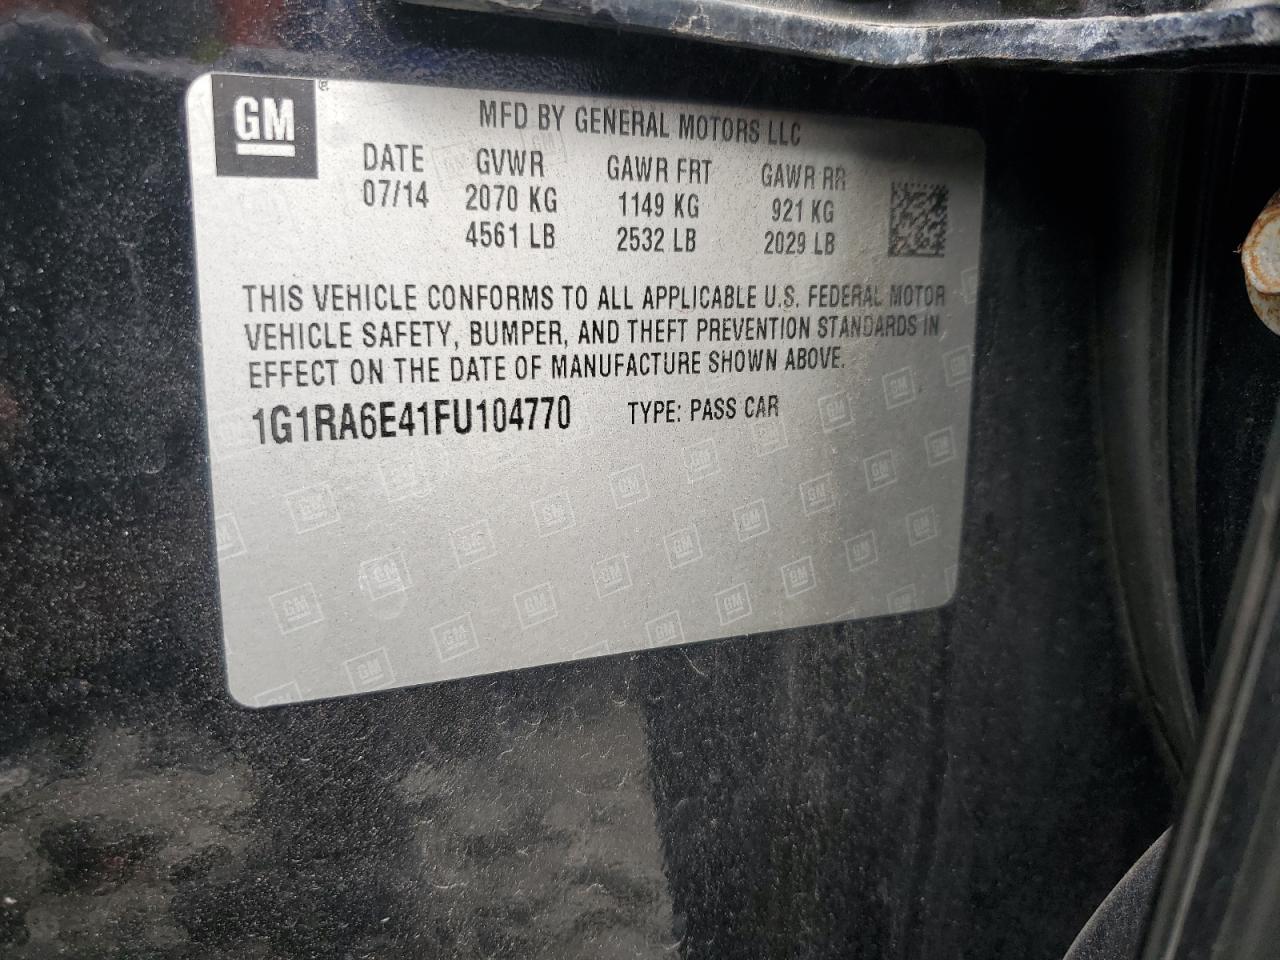 GM
MFD BY GENERAL MOTORS LLC
DATE GVWR GAWR FRT GAWR RR
07/14 2070 KG 1149 KG 921 KG
4561 LB 2532 LB 2029 LB
THIS VEHICLE CONFORMS TO ALL APPLICABLE U.S. FEDERAL MOTOR
VEHICLE SAFETY, BUMPER, AND THEFT PREVENTION STANDARDS IN
EFFECT ON THE DATE OF MANUFACTURE SHOWN ABOVE.
1G1RA6E41FU104770 TYPE: PASS CAR